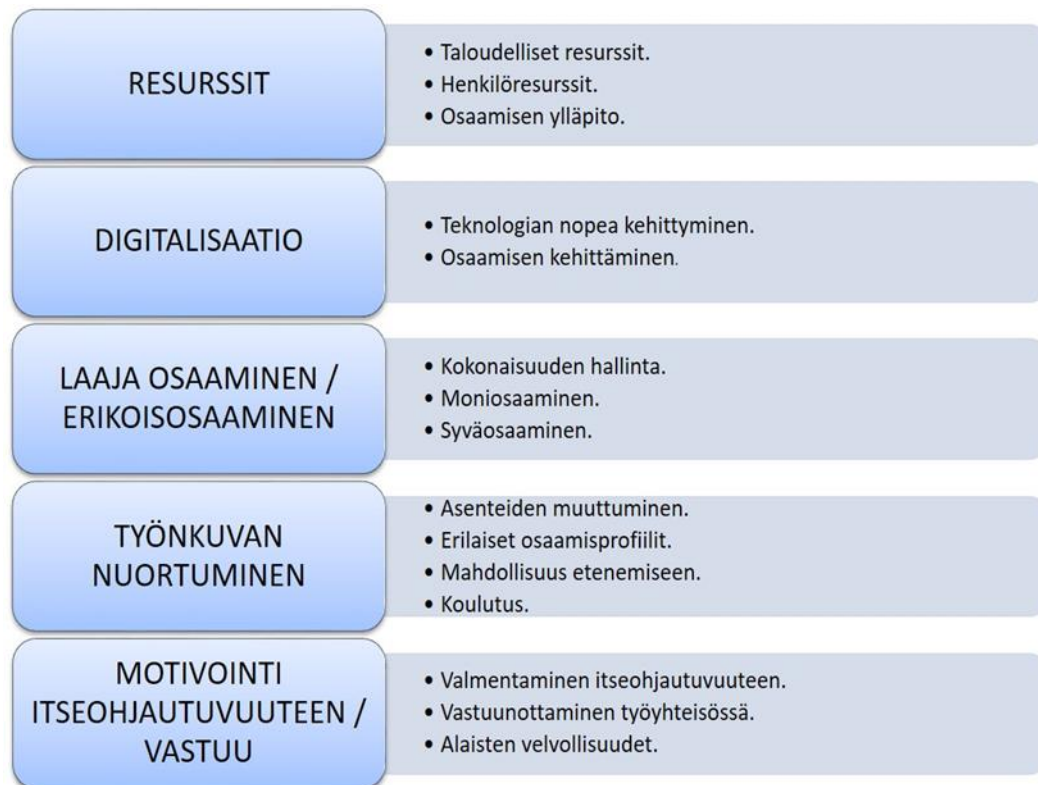 RESURSSIT
• Taloudelliset resurssit.
• Henkilöresurssit.
• Osaamisen ylläpito.
DIGITALISAATIO
• Teknologian nopea kehittyminen.
• Osaamisen kehittäminen.
LAAJA OSAAMINEN /
ERIKOISOSAAMINEN
• Kokonaisuuden hallinta.
• Moniosaaminen.
• Syväosaaminen.
TYÖNKUVAN
NUORTUMINEN
• Asenteiden muuttuminen.
• Erilaiset osaamisprofiilit.
• Mahdollisuus etenemiseen.
• Koulutus.
MOTIVOINTI
ITSEOHJAUTUVUUTEEN /
VASTUU
• Valmentaminen itseohjautuvuuteen.
• Vastuunottaminen työyhteisössä.
• Alaisten velvollisuudet.